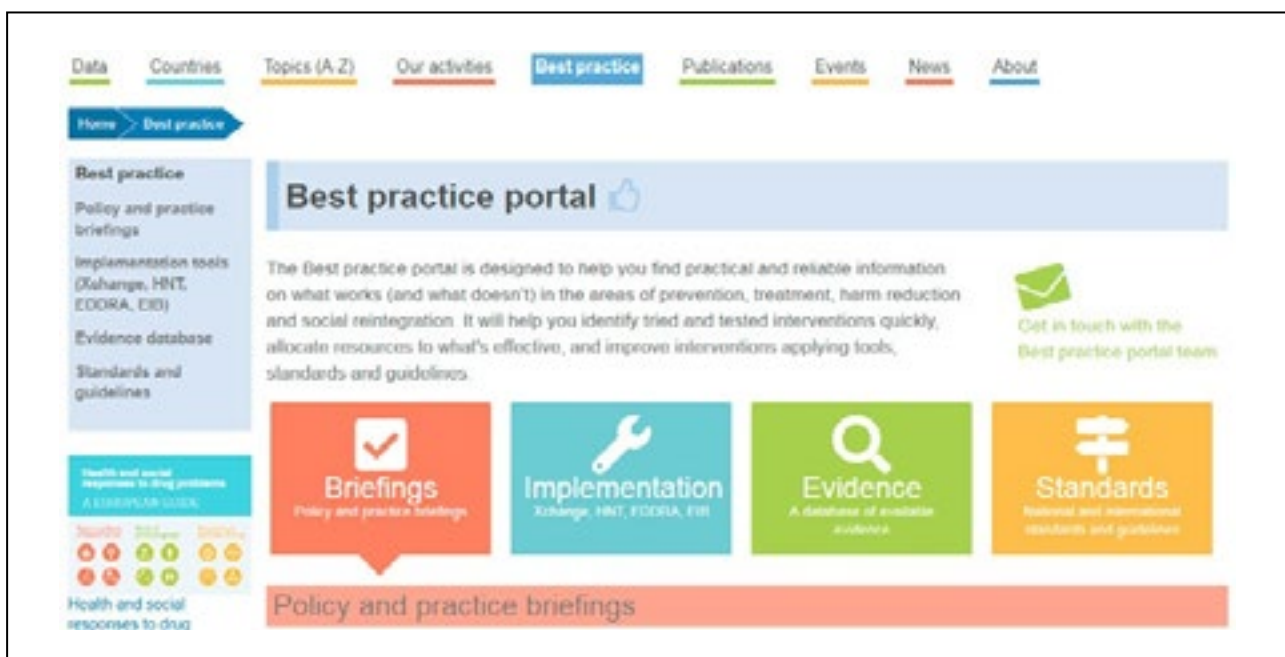 Data Countries Topics (A-Z) Our activities Best practice Publications Events News About
Home Best practice
Best practice
Policy and practice
briefings
Implementation tools
(Xchange, HNT,
EDDRA, EIB)
Evidence database
Standards and
guidelines
Health and social
responses to drug problems
A EUROPEAN GUIDE
Health and social
responses to drug
Best practice portal
The Best practice portal is designed to help you find practical and reliable information
on what works (and what doesn't) in the areas of prevention, treatment, harm reduction
and social reintegration. It will help you identify tried and tested interventions quickly,
allocate resources to what's effective, and improve interventions applying tools,
standards and guidelines.
Get in touch with the
Best practice portal team
Briefings
Policy and practice briefings
Implementation
Xchange, HNT, EDDRA, EIB
Evidence
A database of available
evidence
Standards
National and international
standards and guidelines
Policy and practice briefings